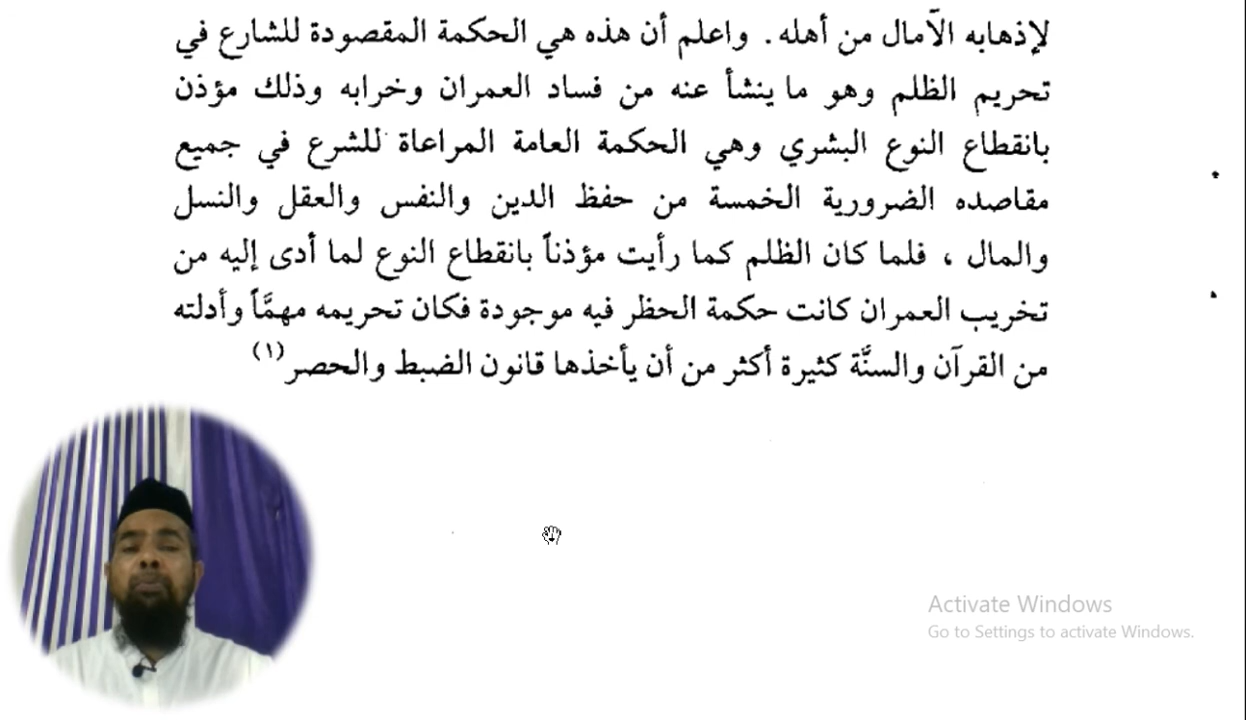 لإذهابه الآمال من أهله . واعلم أن هذه هي الحكمة المقصودة للشارع في
تحريم الظلم وهو ما ينشأ عنه من فساد العمران وخرابه وذلك مؤذن
بانقطاع النوع البشري وهي الحكمة العامة المراعاة للشرع في جميع
مقاصده الضرورية الخمسة من حفظ الدين والنفس والعقل والنسل
والمال ، فلما كان الظلم كما رأيت مؤذناً بانقطاع النوع لما أدى إليه من
تخريب العمران كانت حكمة الحظر فيه موجودة فكان تحريمه مهمَّاً وأدلته
من القرآن والسنَّة كثيرة أكثر من أن يأخذها قانون الضبط والحصر(١)
Activate Windows
Go to Settings to activate Windows.